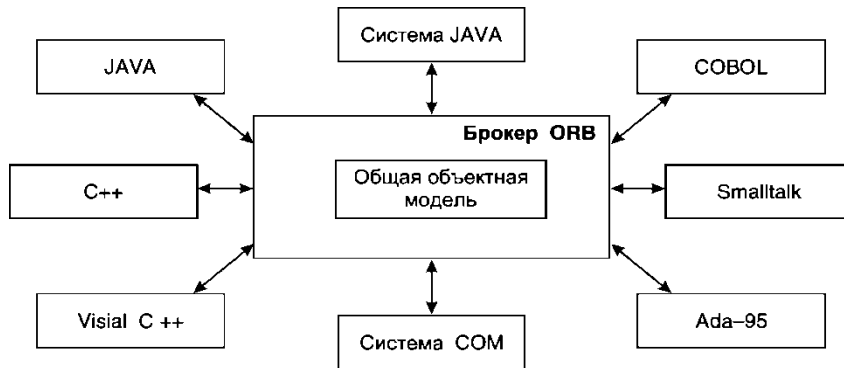 Система JAVA
JAVA
COBOL
Брокер ORB
Общая объектная
модель
C++
Smalltalk
Visial C ++
Ada–95
Система COM